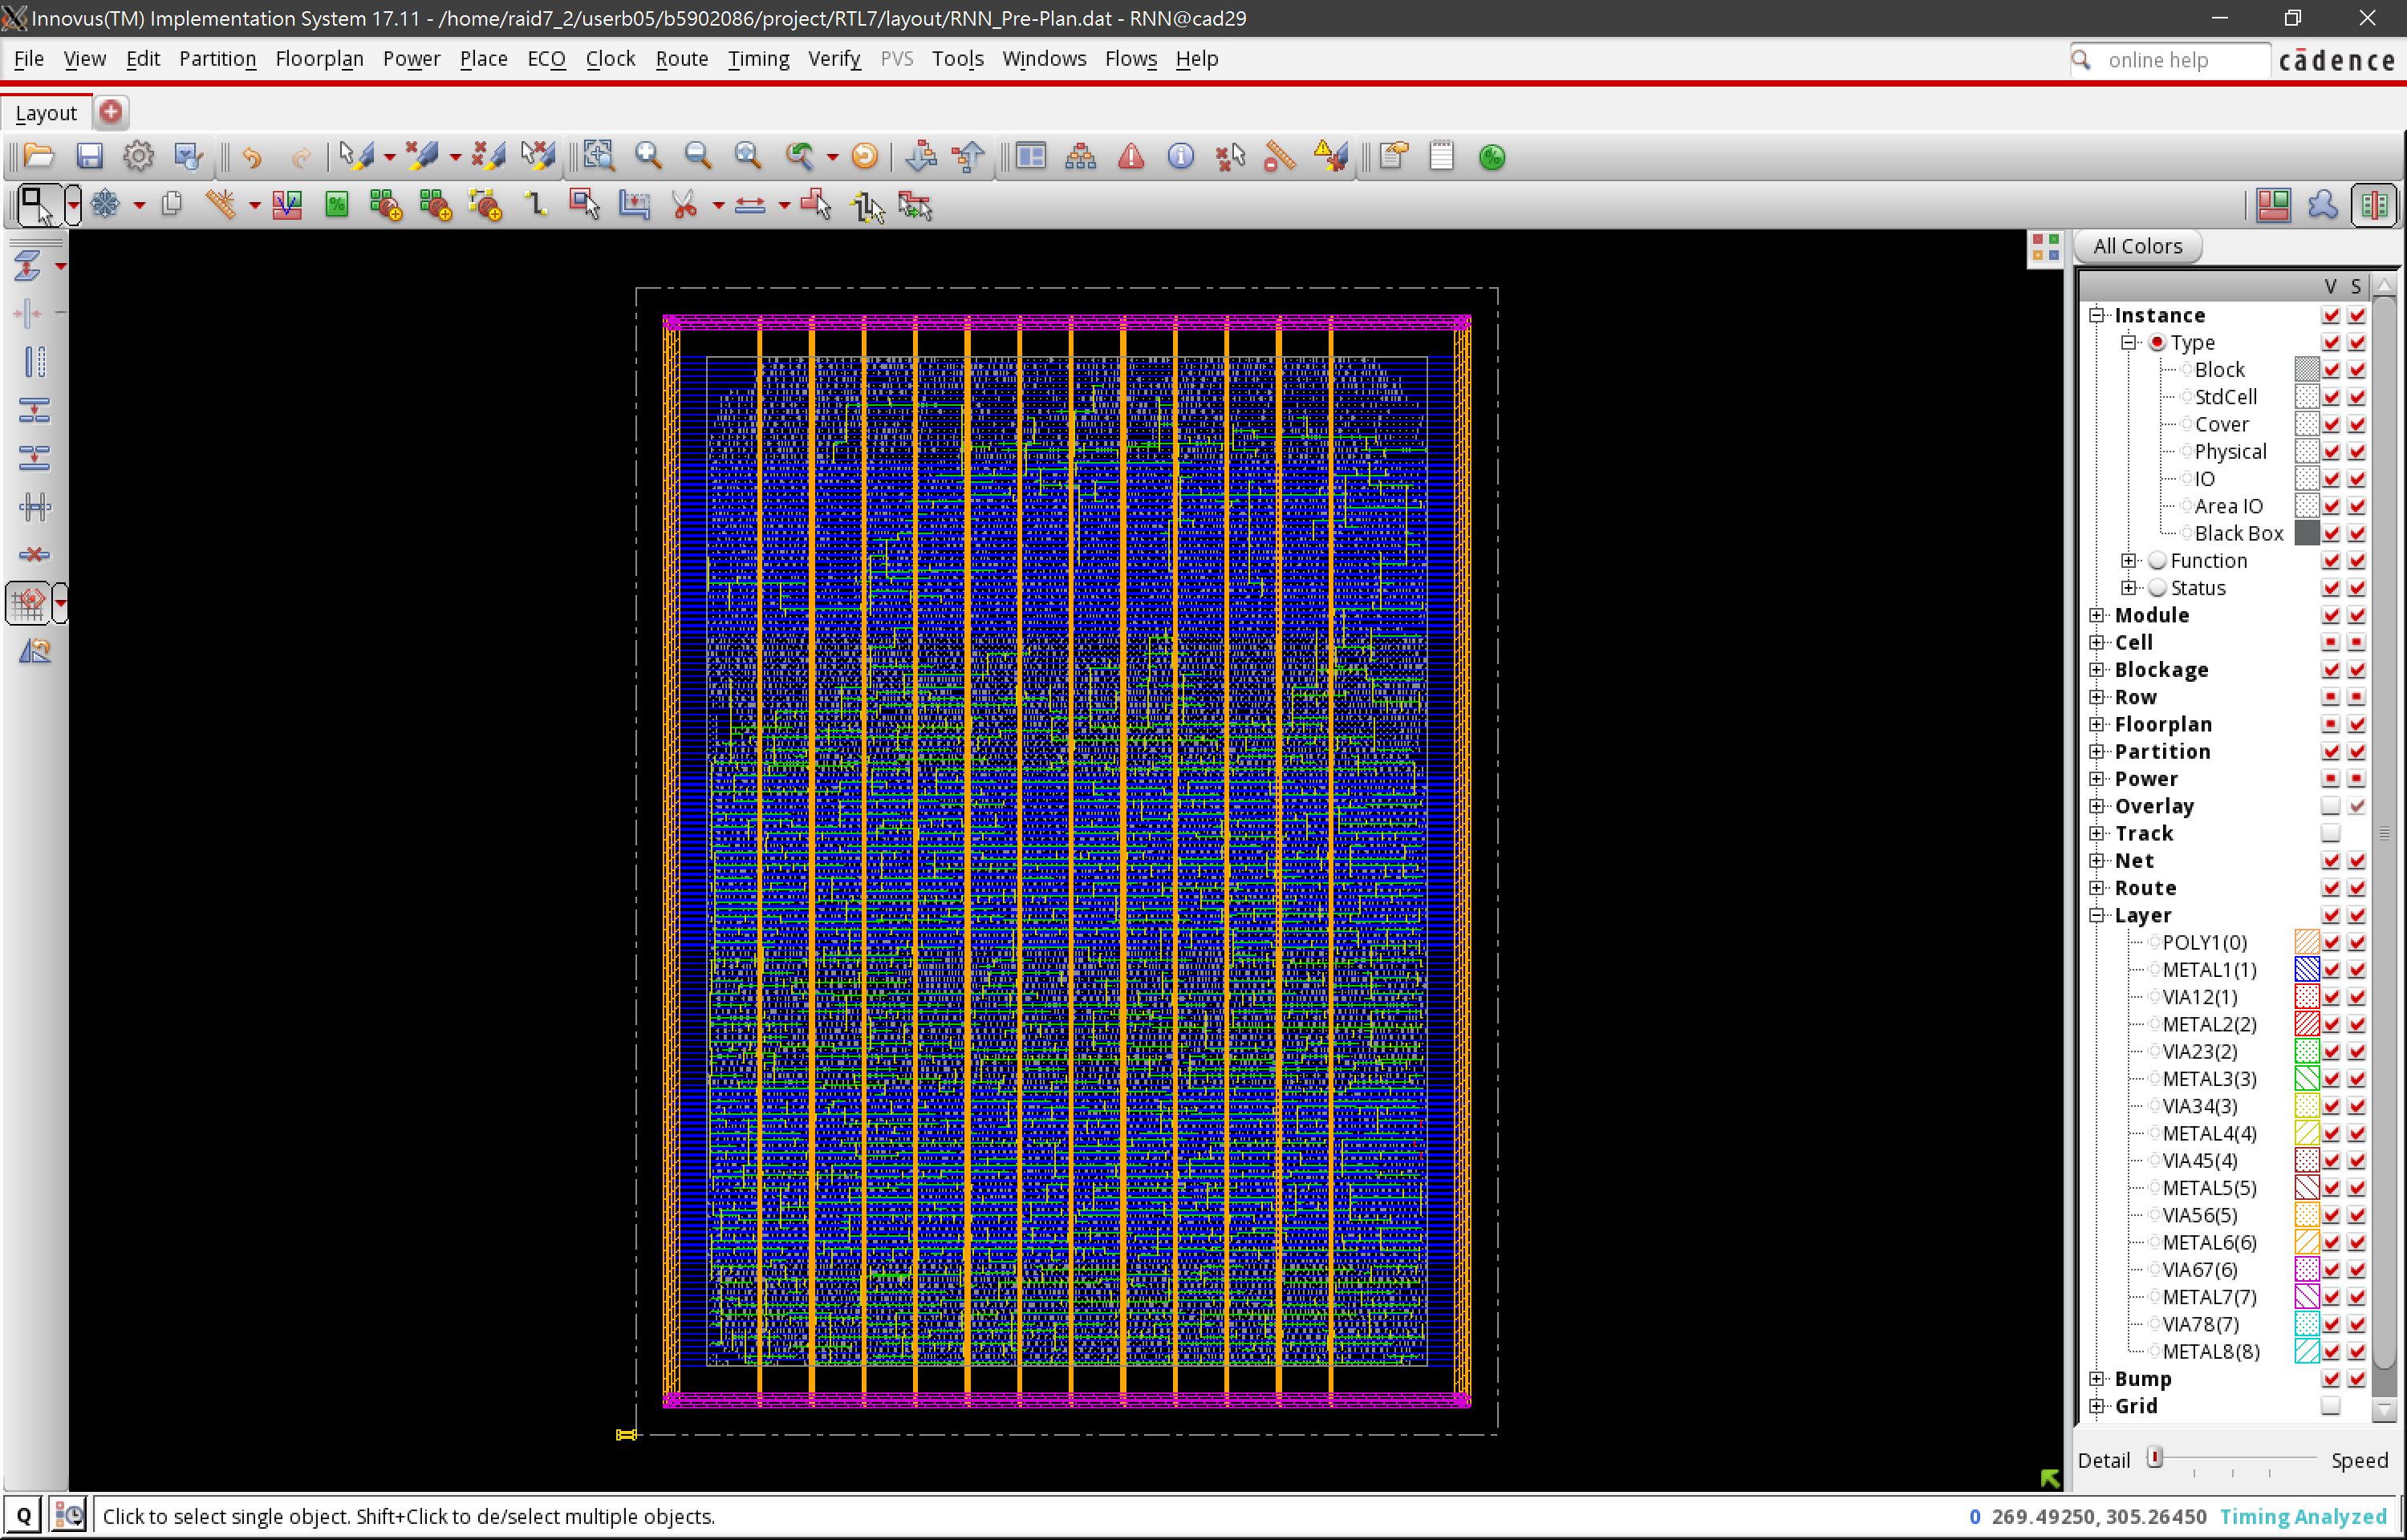 Innovus(TM) Implementation System 17.11 - /home/raid7_2/userb05/b5902086/project/RTL7/layout/RNN_Pre-Plan.dat - RNN@cad29
File View Edit Partition Floorplan Power Place ECO Clock Route Timing Verify PVS Tools Windows Flows Help
online help
cādence
Layout
All Colors
V S
Instance
Type
Block
StdCell
Cover
Physical
IO
Area IO
Black Box
Function
Status
Module
Cell
Blockage
Row
Floorplan
Partition
Power
Overlay
Track
Net
Route
Layer
POLY1(0)
METAL1(1)
VIA12(1)
METAL2(2)
VIA23(2)
METAL3(3)
VIA34(3)
METAL4(4)
VIA45(4)
METAL5(5)
VIA56(5)
METAL6(6)
VIA67(6)
METAL7(7)
VIA78(7)
METAL8(8)
Bump
Grid
Detail Speed
Q
Click to select single object. Shift+Click to de/select multiple objects.
0 269.49250, 305.26450 Timing Analyzed